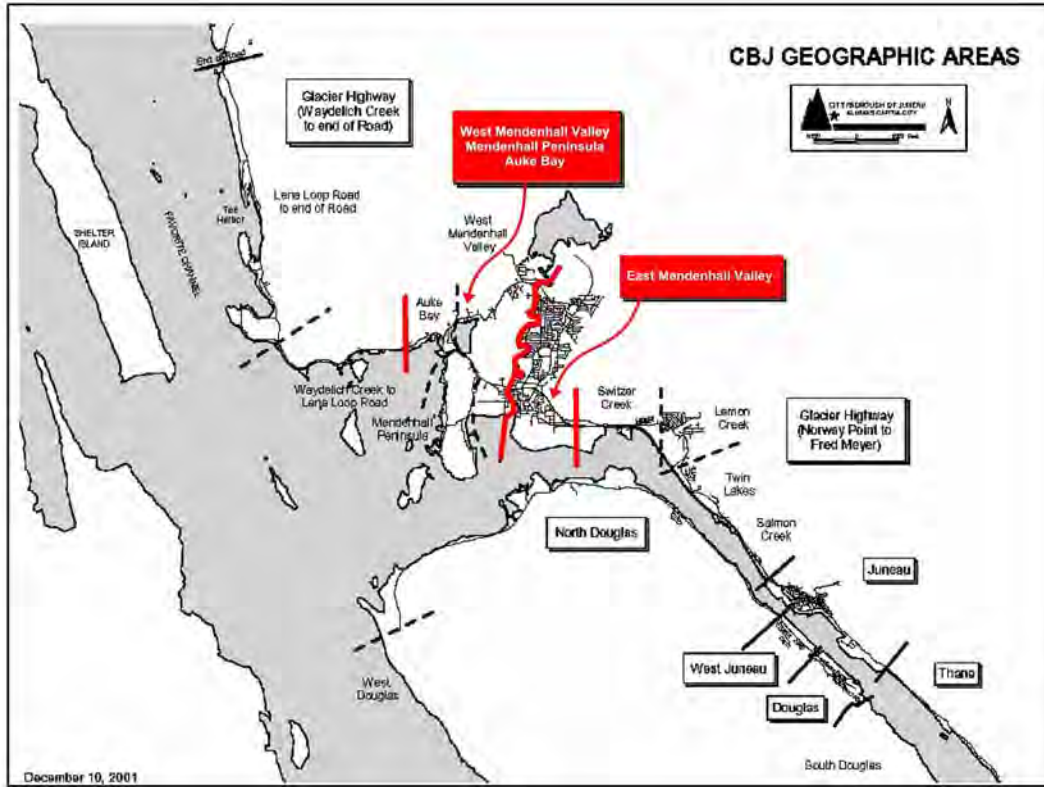 CBJ GEOGRAPHIC AREAS
CITY/BOROUGH OF JUNEAU
ALASKA'S CAPITAL CITY
N
End of Road
Glacier Highway
(Waydelich Creek to
end of Road)
West Mendenhall Valley
Mendenhall Peninsula
Auke Bay
Lena Loop Road
to end of Road
Tee
Harbor
SHELTER
ISLAND
FAVORITE CHANNEL
West
Mendenhall
Valley
East Mendenhall Valley
Auke
Bay
Waydelich Creek to
Lena Loop Road
Mendenhall
Peninsula
Switzer
Creek
Lemon
Creek
Glacier Highway
(Norway Point to
Fred Meyer)
Twin
Lakes
North Douglas
Salmon
Creek
Juneau
West Juneau
Thane
Douglas
West
Douglas
South Douglas
December 10, 2001